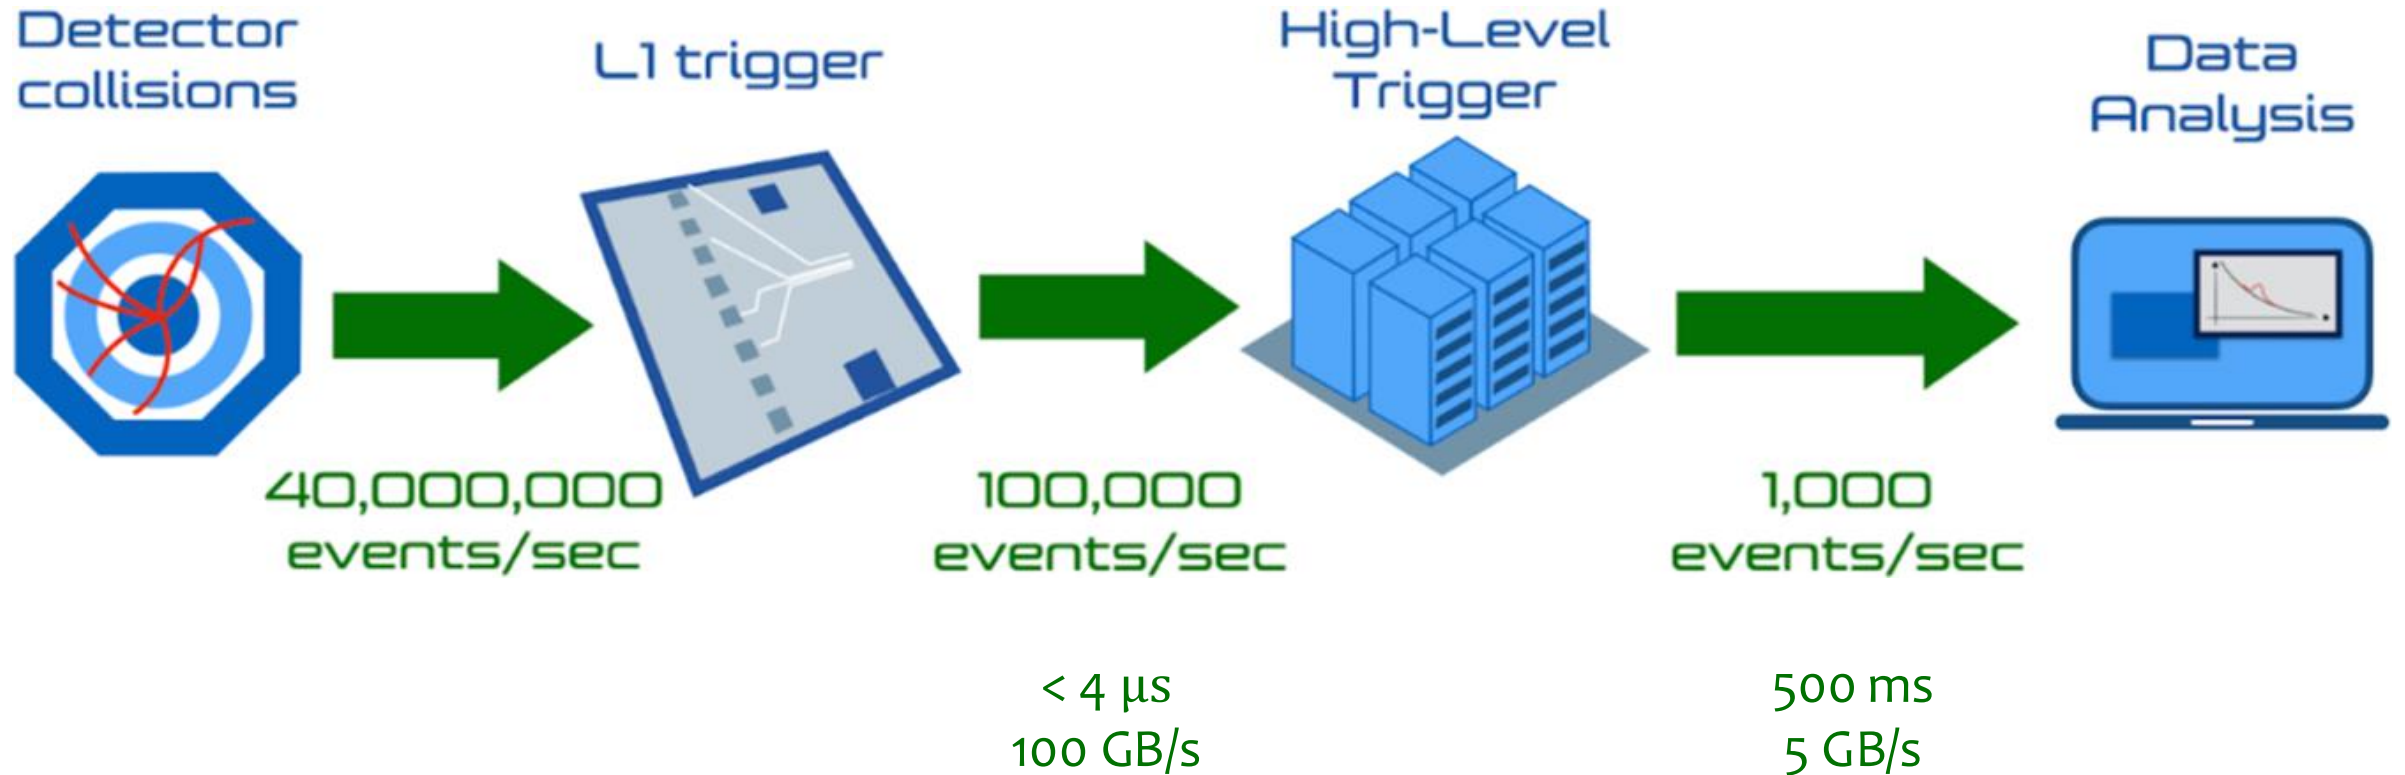 Detector
collisions
L1 trigger
High-Level
Trigger
Data
Analysis
40,000,000
events/sec
100,000
events/sec
1,000
events/sec
< 4 μs
100 GB/s
500 ms
5 GB/s